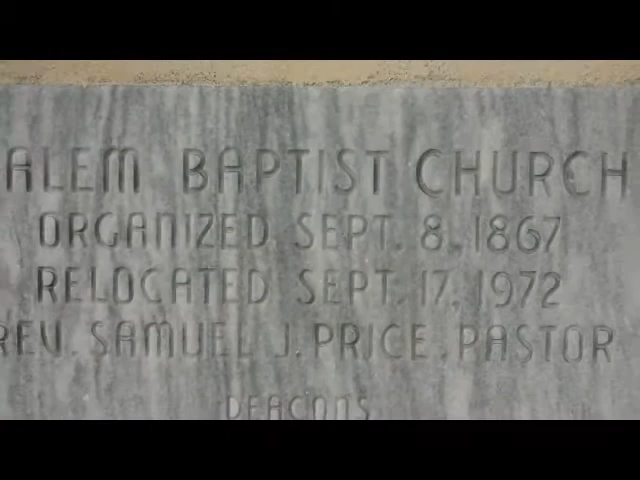 ALEM BAPTIST CHURCH
ORGANIZED SEPT. 8, 1867
RELOCATED SEPT. 17, 1972
REV. SAMUEL J. PRICE, PASTOR
DEACONS